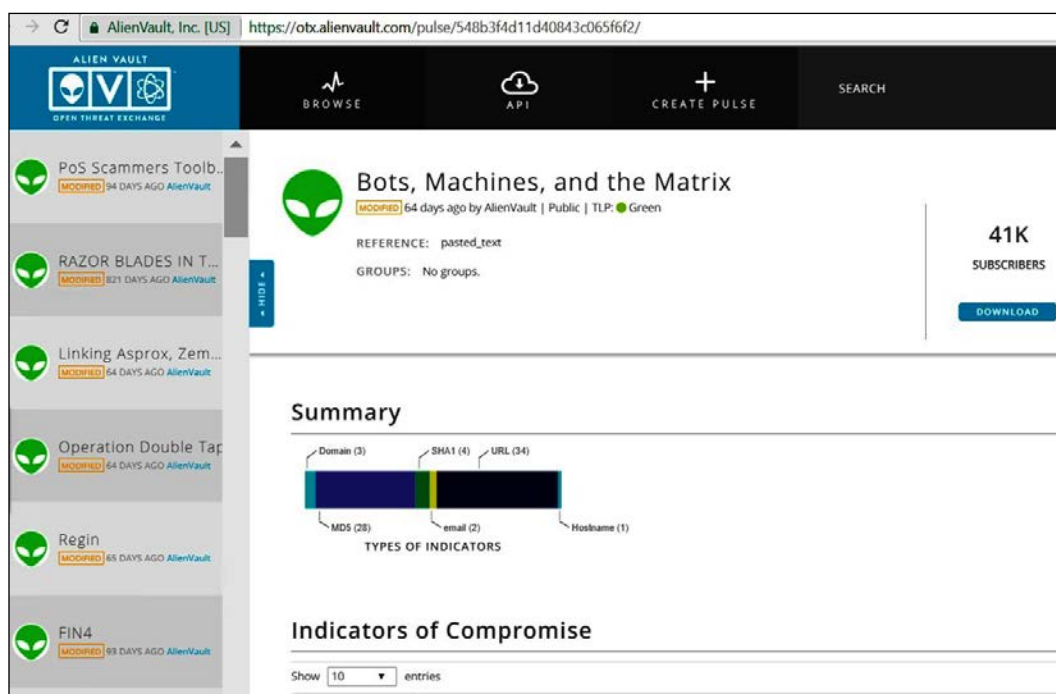 AlienVault, Inc. [US] https://otx.alienvault.com/pulse/548b3f4d11d40843c065f6f2/
ALIEN VAULT
OPEN THREAT EXCHANGE
BROWSE
API
CREATE PULSE
SEARCH
PoS Scammers Toolb...
MODIFIED 94 DAYS AGO AlienVault
RAZOR BLADES IN T...
MODIFIED 821 DAYS AGO AlienVault
Linking Asprox, Zem...
MODIFIED 64 DAYS AGO AlienVault
Operation Double Tap
MODIFIED 64 DAYS AGO AlienVault
Regin
MODIFIED 65 DAYS AGO AlienVault
FIN4
MODIFIED 93 DAYS AGO AlienVault
HIDE
Bots, Machines, and the Matrix
MODIFIED 64 days ago by AlienVault | Public | TLP: Green
REFERENCE: pasted_text
GROUPS: No groups.
41K
SUBSCRIBERS
DOWNLOAD
Summary
Domain (3) SHA1 (4) URL (34)
MD5 (28) email (2) Hostname (1)
TYPES OF INDICATORS
Indicators of Compromise
Show 10 entries